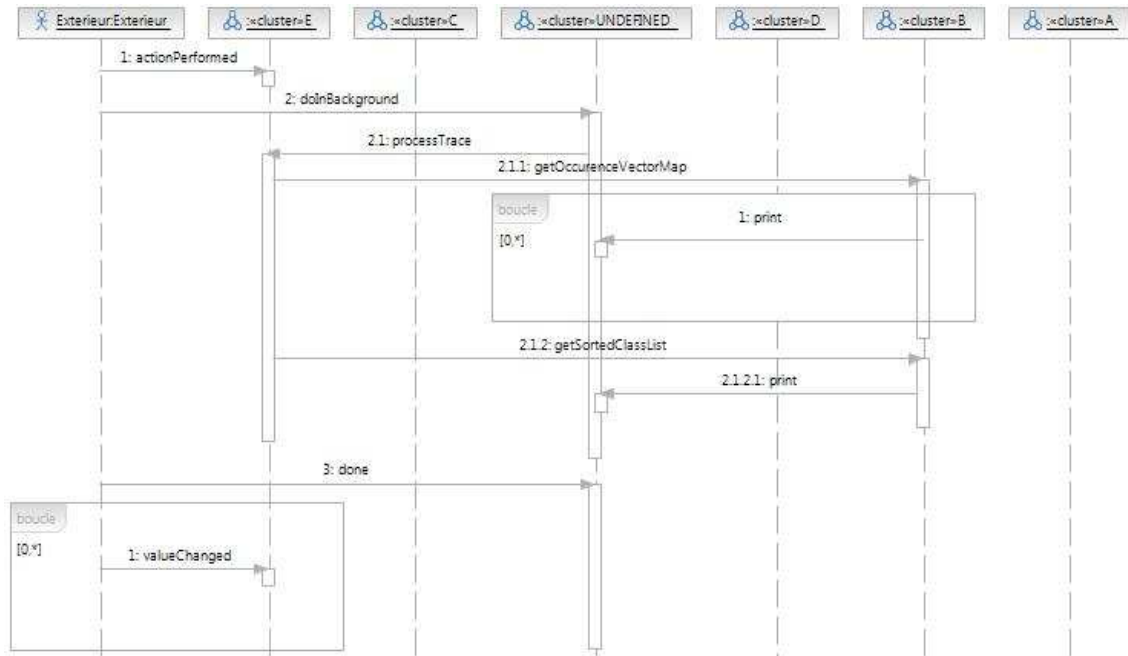 Exterieur:Exterieur
:«cluster»E
:«cluster»C
:«cluster»UNDEFINED
:«cluster»D
:«cluster»B
:«cluster»A
1: actionPerformed
2: doInBackground
2.1: processTrace
2.1.1: getOccurenceVectorMap
boucle
1: print
[0,*]
2.1.2: getSortedClassList
2.1.2.1: print
3: done
boucle
[0,*]
1: valueChanged